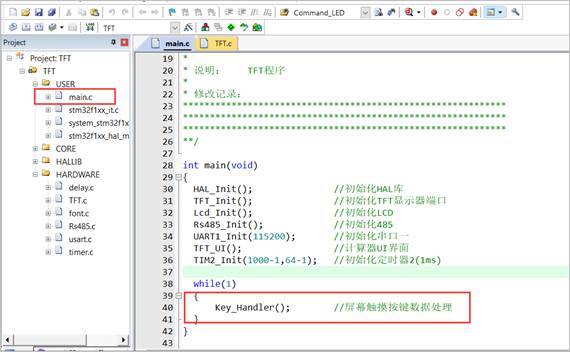 Command_LED
TFT
Project
Project: TFT
TFT
USER
main.c
stm32f1xx_it.c
system_stm32f1
stm32f1xx_hal_m
CORE
HALLIB
HARDWARE
delay.c
TFT.c
font.c
Rs485.c
usart.c
timer.c
main.c TFT.c
19 *
20 * 说明： TFT程序
21 *
22 * 修改记录：
23 *******************************************************
24 *******************************************************
25 *******************************************************
26 **/
27
28 int main(void)
29 {
30 HAL_Init(); //初始化HAL库
31 TFT_Init(); //初始化TFT显示器端口
32 Lcd_Init(); //初始化LCD
33 Rs485_Init(); //初始化485
34 UART1_Init(115200); //初始化串口一
35 TFT_UI(); //计算器UI界面
36 TIM2_Init(1000-1,64-1); //初始化定时器2(1ms)
37
38 while(1)
39 {
40 Key_Handler(); //屏幕触摸按键数据处理
41 }
42 }
43